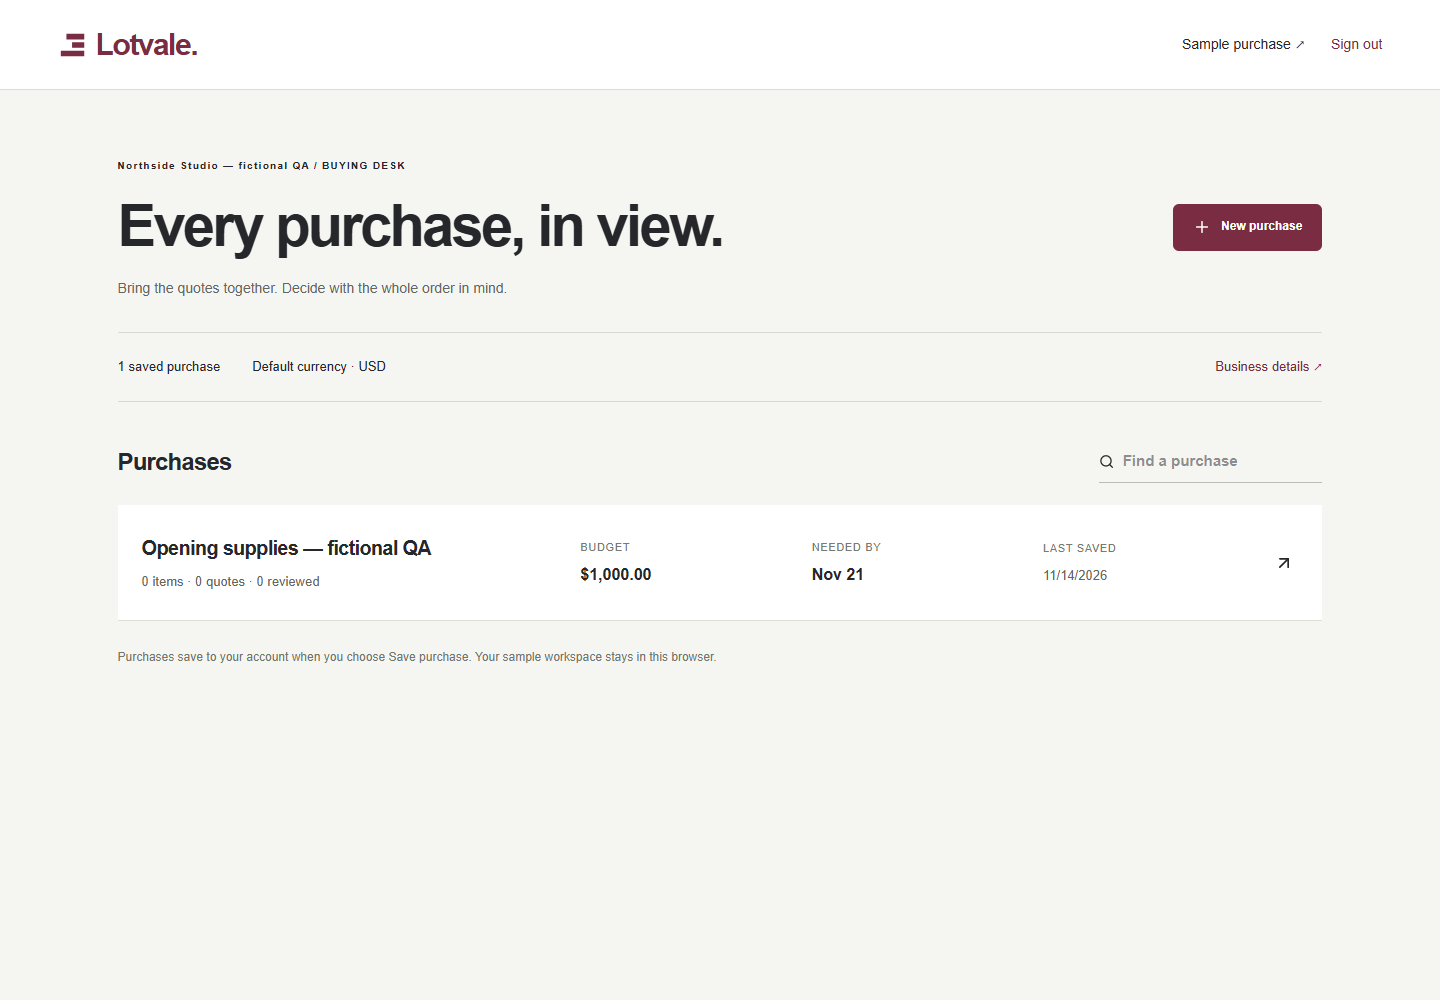 Lotvale.
Sample purchase ↗ Sign out
Northside Studio — fictional QA / BUYING DESK
Every purchase, in view.
New purchase
Bring the quotes together. Decide with the whole order in mind.
1 saved purchase Default currency · USD Business details ↗
Purchases
Find a purchase
Opening supplies — fictional QA
0 items · 0 quotes · 0 reviewed
BUDGET
$1,000.00
NEEDED BY
Nov 21
LAST SAVED
11/14/2026
Purchases save to your account when you choose Save purchase. Your sample workspace stays in this browser.